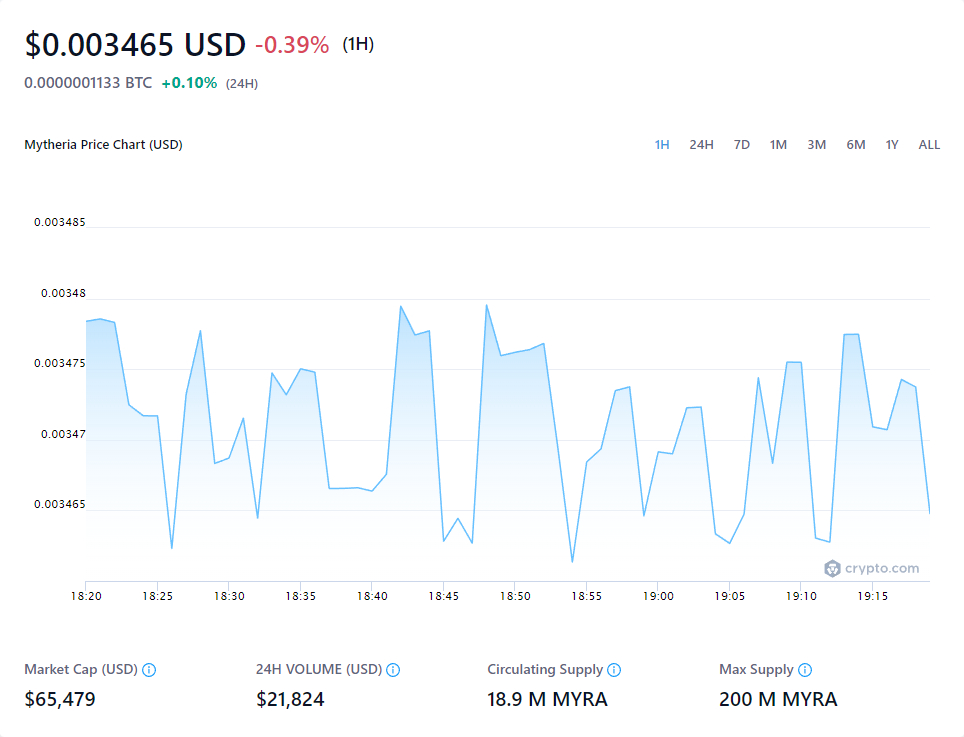 $0.003465 USD -0.39% (1H)
0.0000001133 BTC +0.10% (24H)
Mytheria Price Chart (USD) 1H 24H 7D 1M 3M 6M 1Y ALL
0.003485
0.00348
0.003475
0.00347
0.003465
crypto.com
18:20 18:25 18:30 18:35 18:40 18:45 18:50 18:55 19:00 19:05 19:10 19:15
Market Cap (USD) 24H VOLUME (USD) Circulating Supply Max Supply
$65,479 $21,824 18.9 M MYRA 200 M MYRA